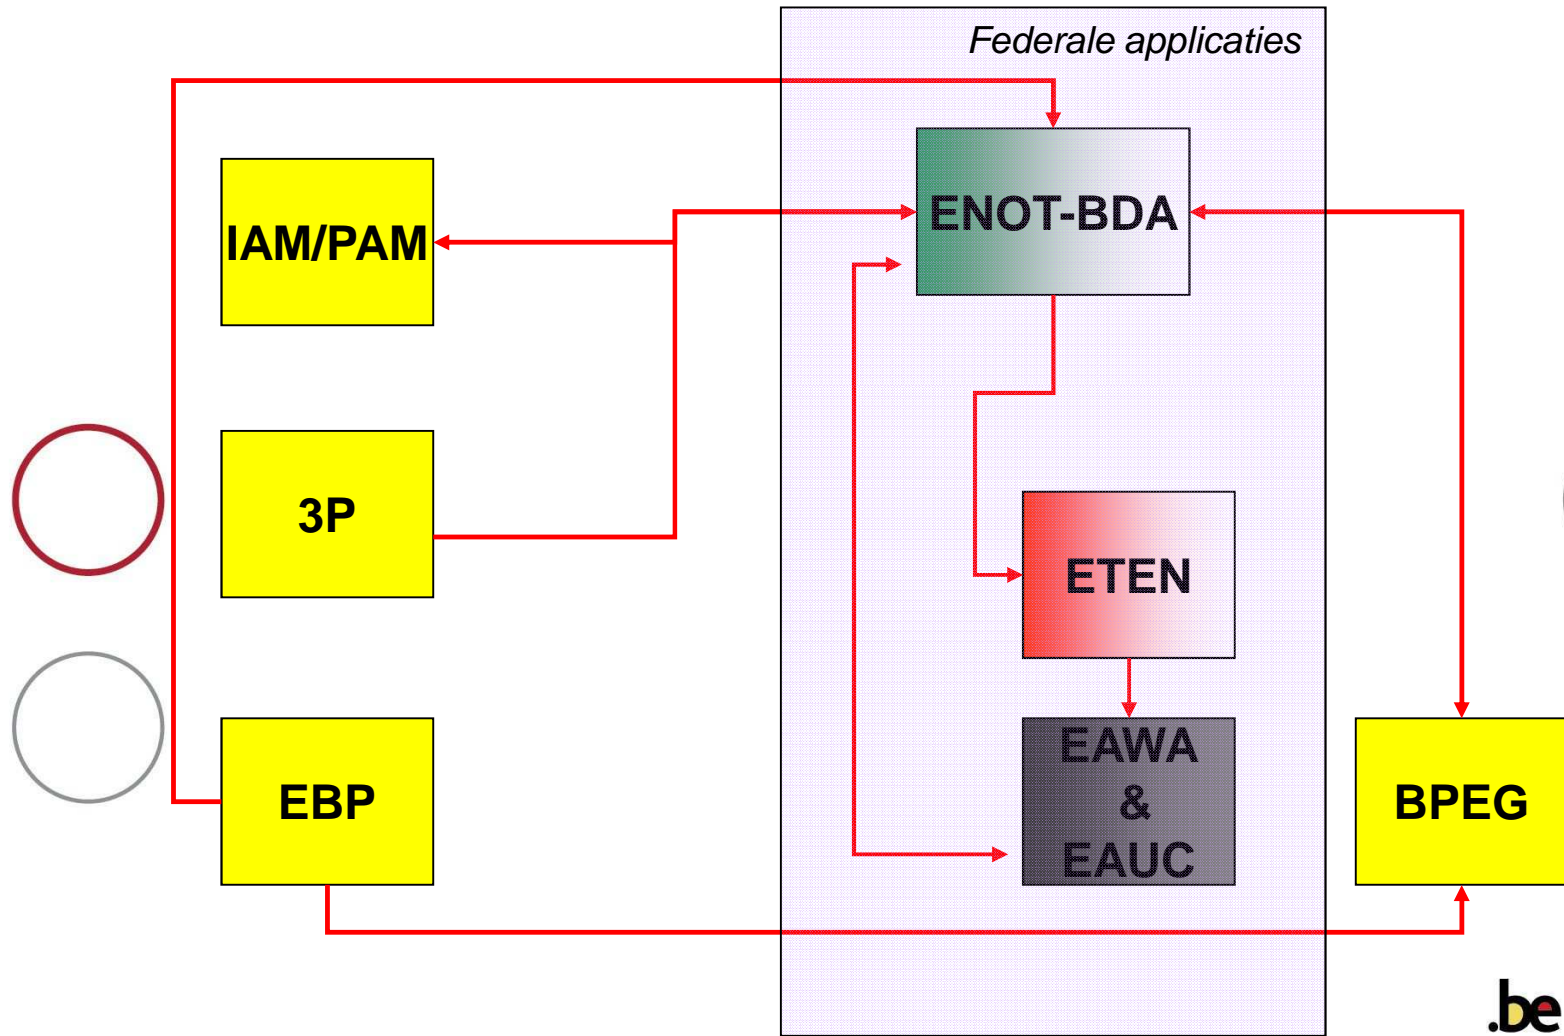 Federale applicaties
ENOT-BDA
IAM/PAM
3P
ETEN
EBP
EAWA
&
EAUC
BPEG
.be